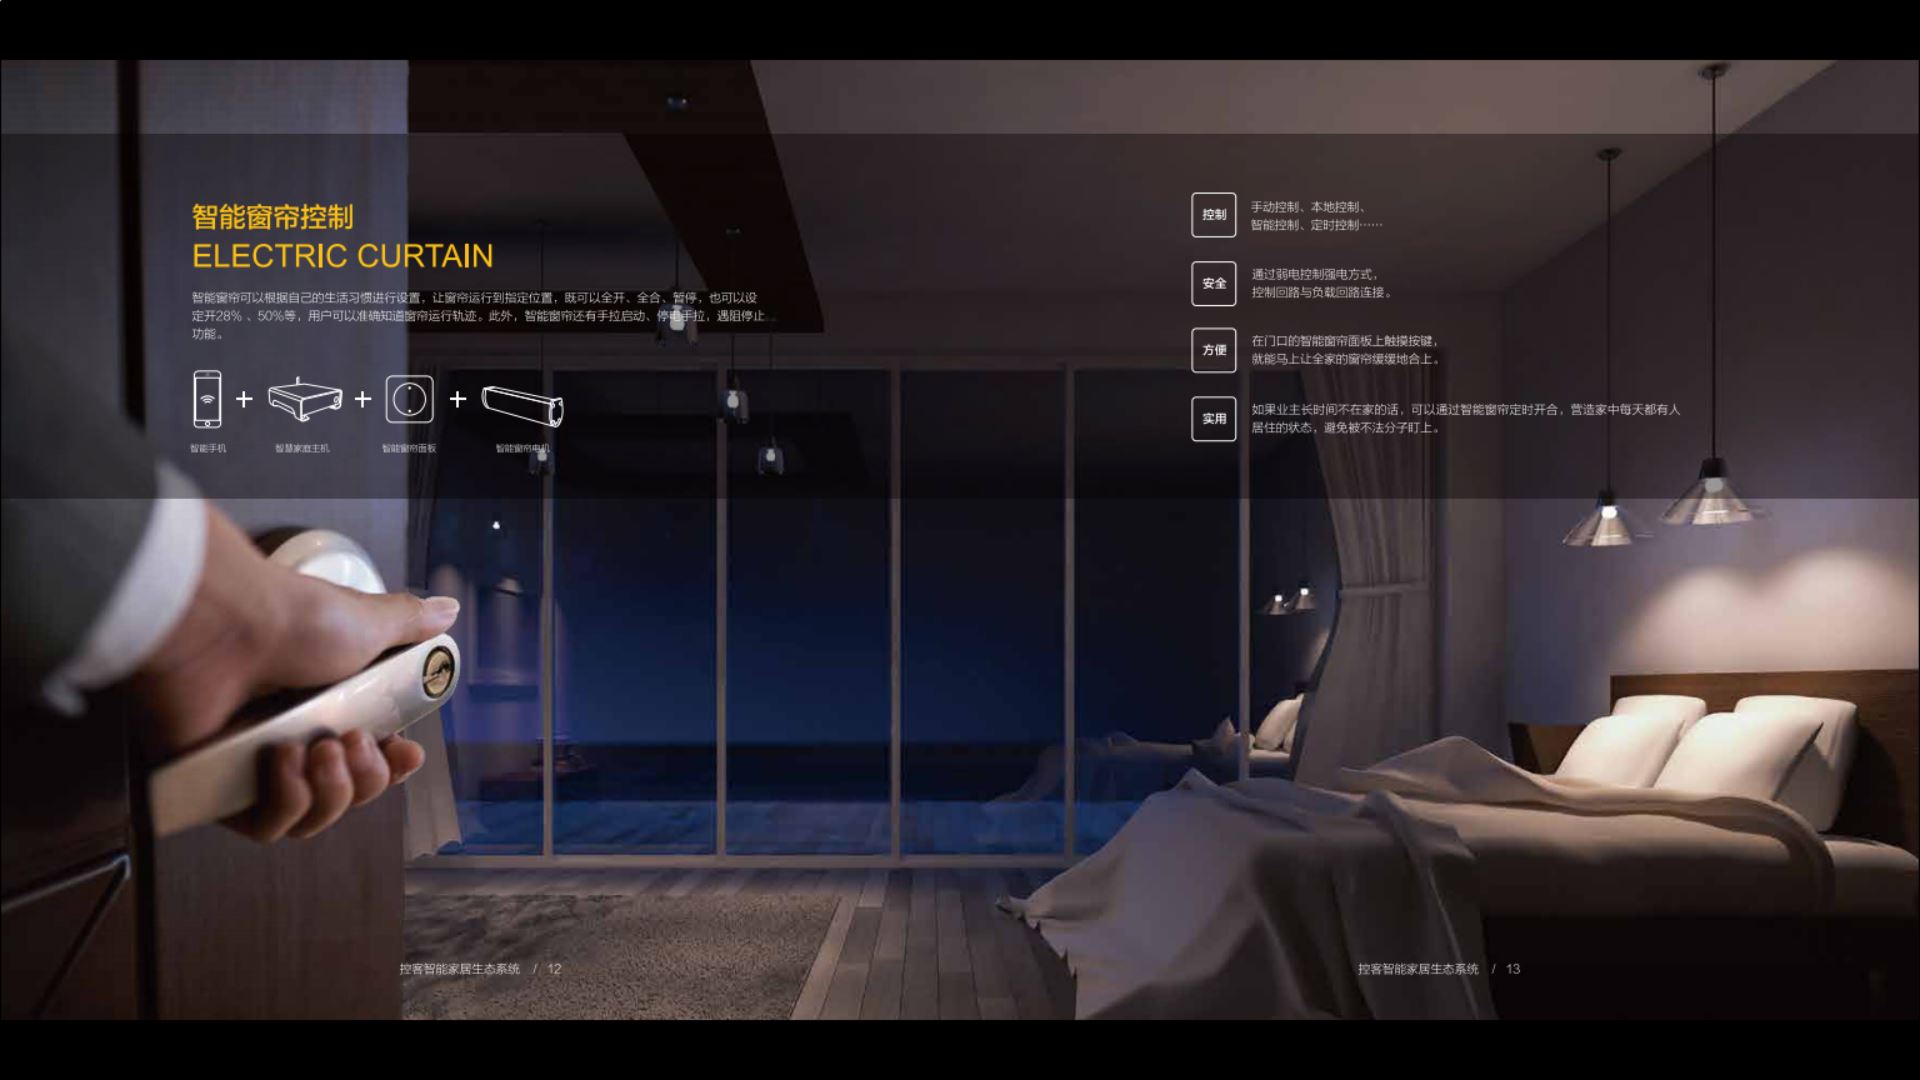 智能窗帘控制
ELECTRIC CURTAIN
智能窗帘可以根据自己的生活习惯进行设置，让窗帘运行到指定位置，既可以全开、全合、暂停，也可以设
定开28% 、50%等，用户可以准确知道窗帘运行轨迹。此外，智能窗帘还有手拉启动、停电手拉，遇阻停止
功能。
智能手机
智慧家庭主机
智能窗帘面板
智能窗帘电机
控制
手动控制、本地控制、
智能控制、定时控制……
安全
通过弱电控制强电方式，
控制回路与负载回路连接。
方便
在门口的智能窗帘面板上触摸按键，
就能马上让全家的窗帘缓缓地合上。
实用
如果业主长时间不在家的话，可以通过智能窗帘定时开合，营造家中每天都有人
居住的状态，避免被不法分子盯上。
控客智能家居生态系统 / 12
控客智能家居生态系统 / 13